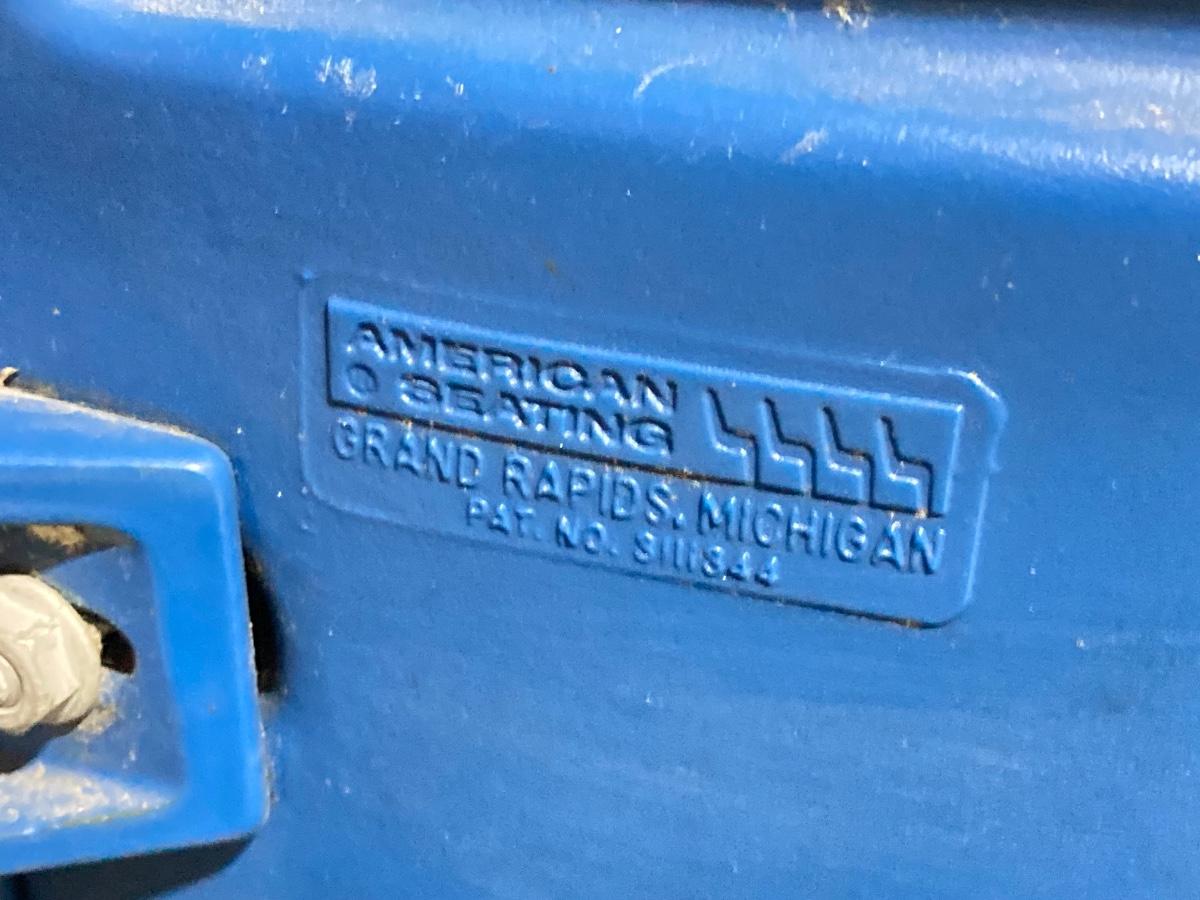 AMERICAN
SEATING
GRAND RAPIDS, MICHIGAN
PAT. NO. 3111344